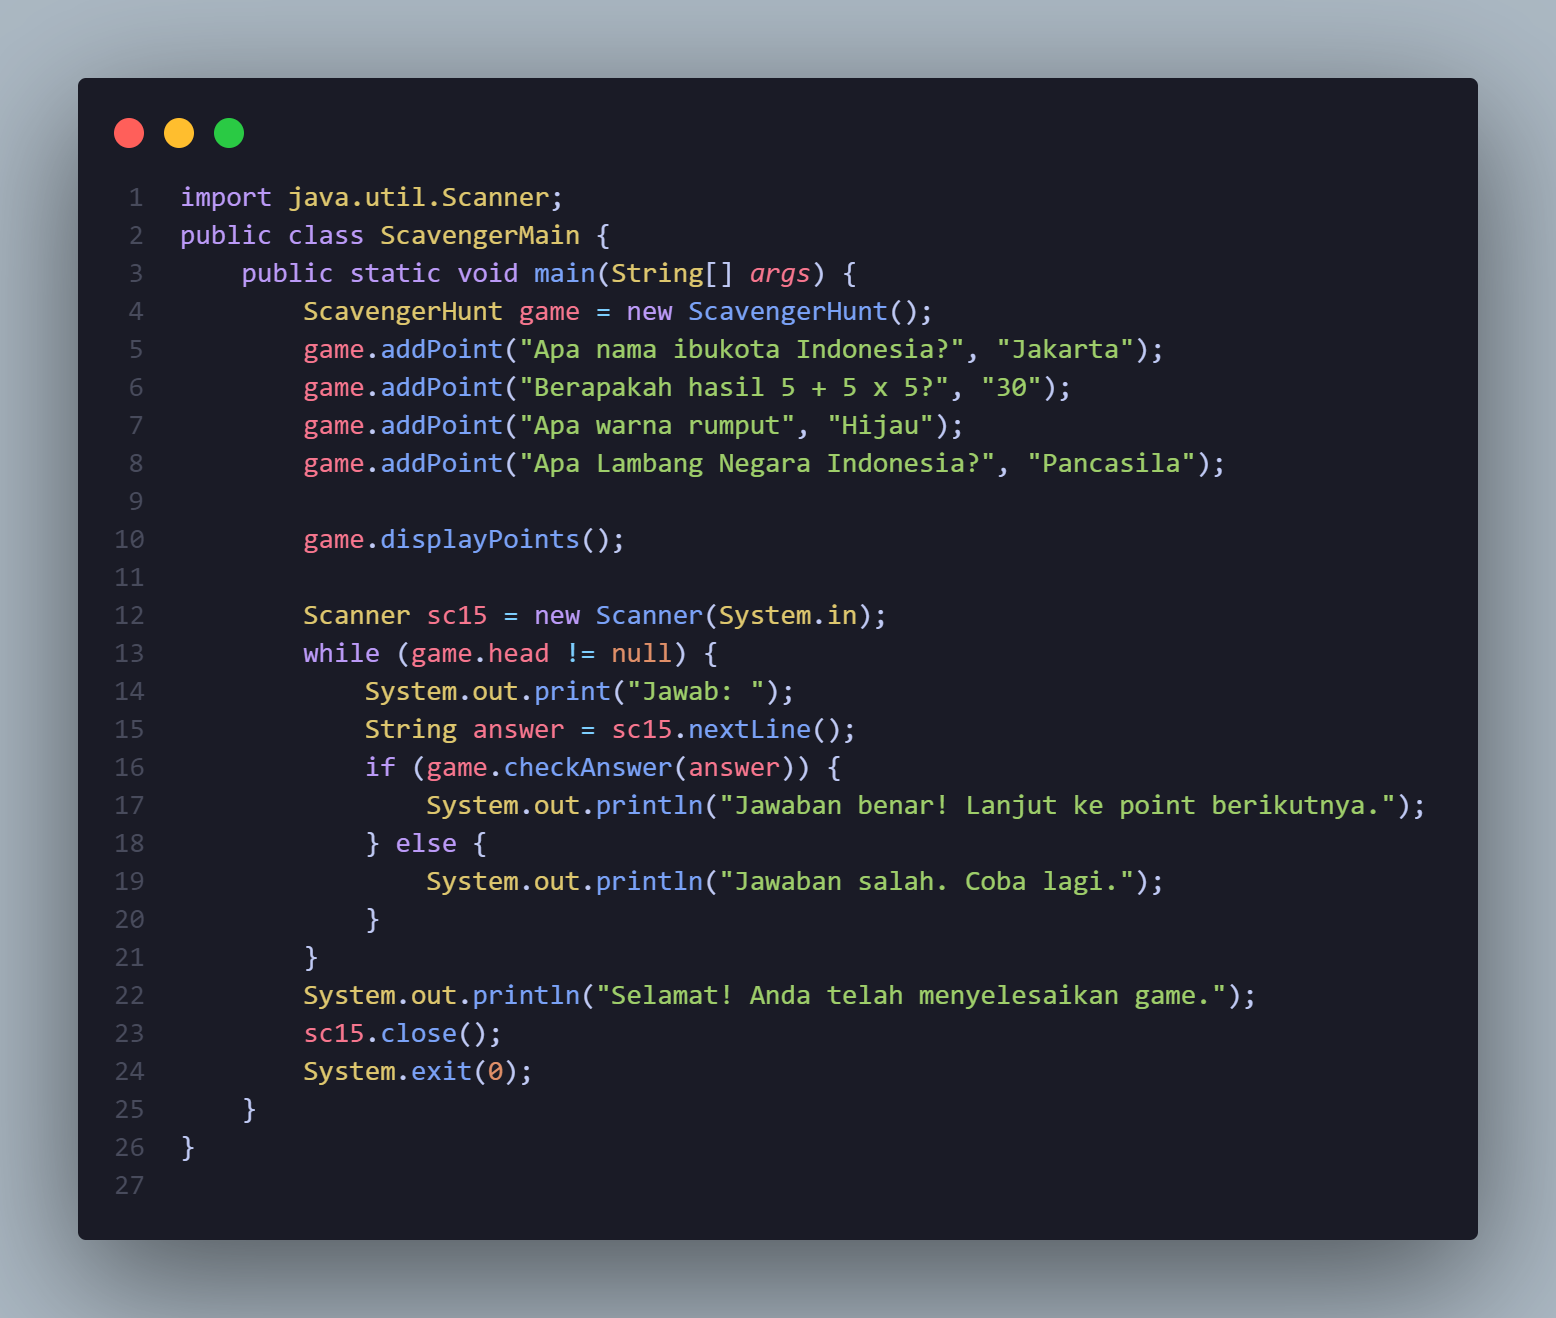 1 import java.util.Scanner;
2 public class ScavengerMain {
3     public static void main(String[] args) {
4         ScavengerHunt game = new ScavengerHunt();
5         game.addPoint("Apa nama ibukota Indonesia?", "Jakarta");
6         game.addPoint("Berapakah hasil 5 + 5 x 5?", "30");
7         game.addPoint("Apa warna rumput", "Hijau");
8         game.addPoint("Apa Lambang Negara Indonesia?", "Pancasila");
9
10         game.displayPoints();
11
12         Scanner sc15 = new Scanner(System.in);
13         while (game.head != null) {
14             System.out.print("Jawab: ");
15             String answer = sc15.nextLine();
16             if (game.checkAnswer(answer)) {
17                 System.out.println("Jawaban benar! Lanjut ke point berikutnya.");
18             } else {
19                 System.out.println("Jawaban salah. Coba lagi.");
20             }
21         }
22         System.out.println("Selamat! Anda telah menyelesaikan game.");
23         sc15.close();
24         System.exit(0);
25     }
26 }
27